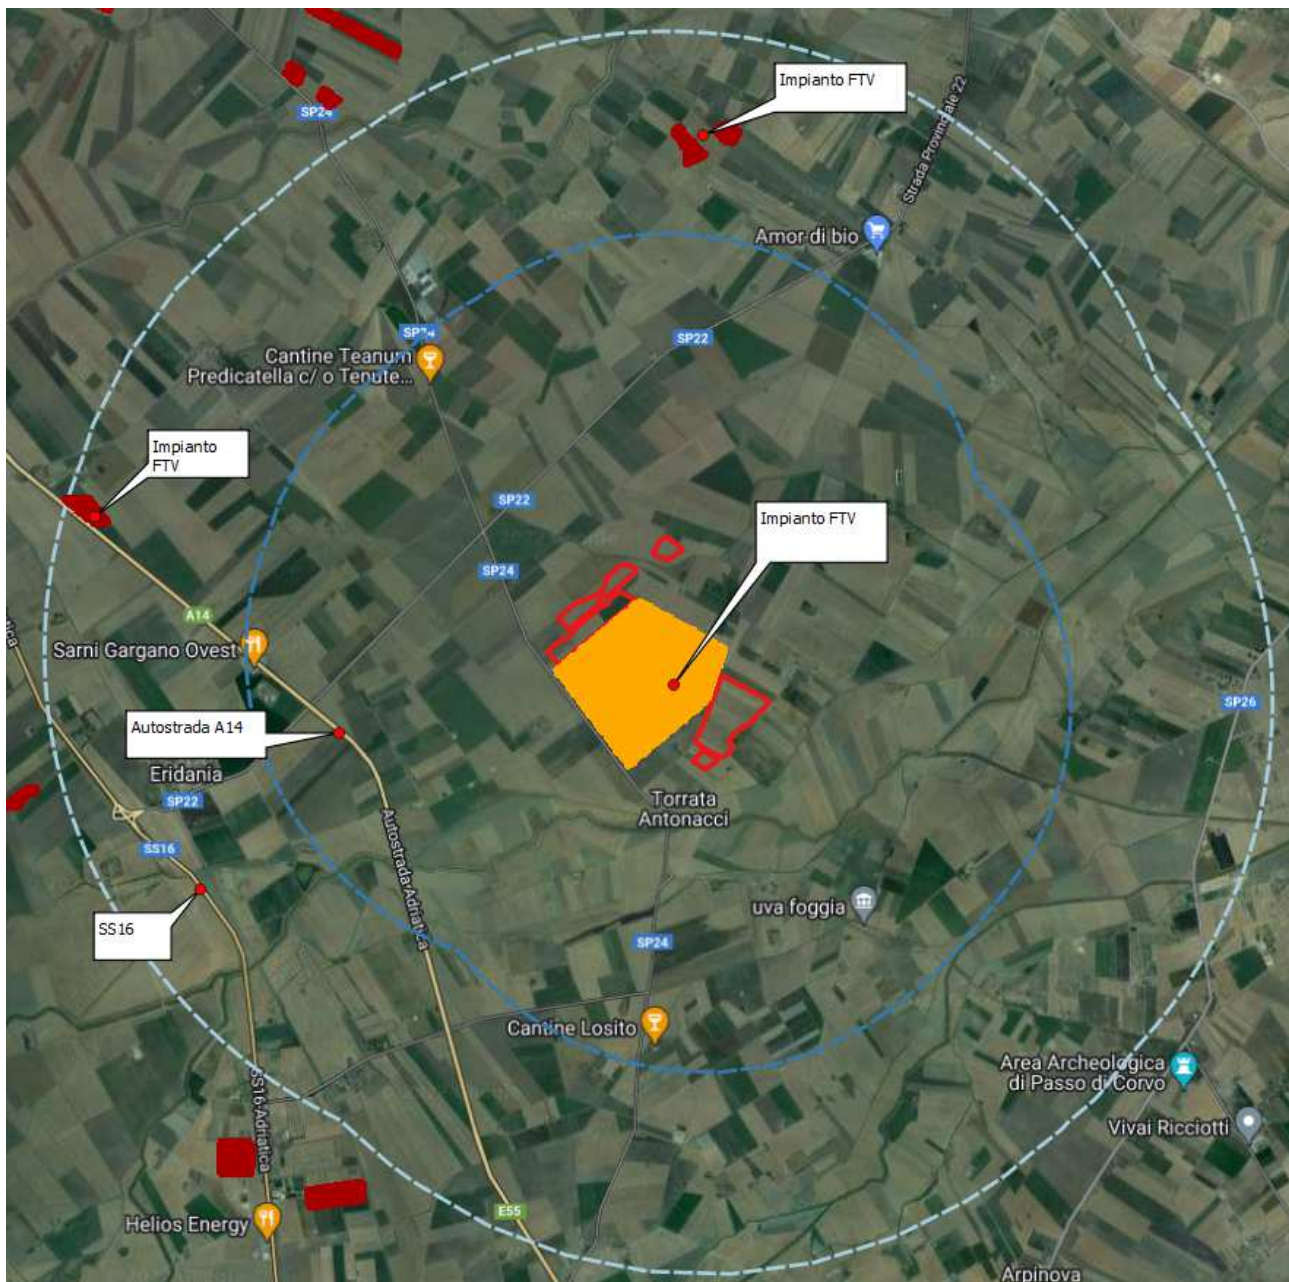 Impianto FTV
SP24
Strada Provinciale 22
Amor di bio
SP24
SP22
Cantine Teanum
Predicatella c/ o Tenute...
Impianto
FTV
SP22
Impianto FTV
SP24
A14
Sarni Gargano Ovest
SP26
Autostrada A14
Eridania
SP22
Torrata
Antonacci
Autostrada Adriatica
SS16
uva foggia
SS16
SP24
Cantine Losito
Area Archeologica
di Passo di Corvo
SS16 Adriatica
Vivai Ricciotti
E55
Helios Energy
Arpinova